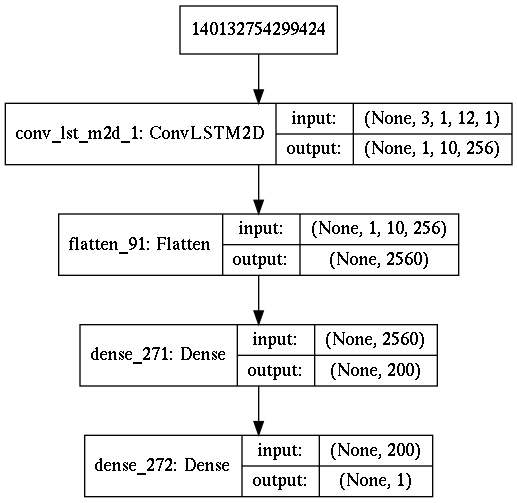 140132754299424
conv_lst_m2d_1: ConvLSTM2D
input: (None, 3, 1, 12, 1)
output: (None, 1, 10, 256)
flatten_91: Flatten
input: (None, 1, 10, 256)
output: (None, 2560)
dense_271: Dense
input: (None, 2560)
output: (None, 200)
dense_272: Dense
input: (None, 200)
output: (None, 1)